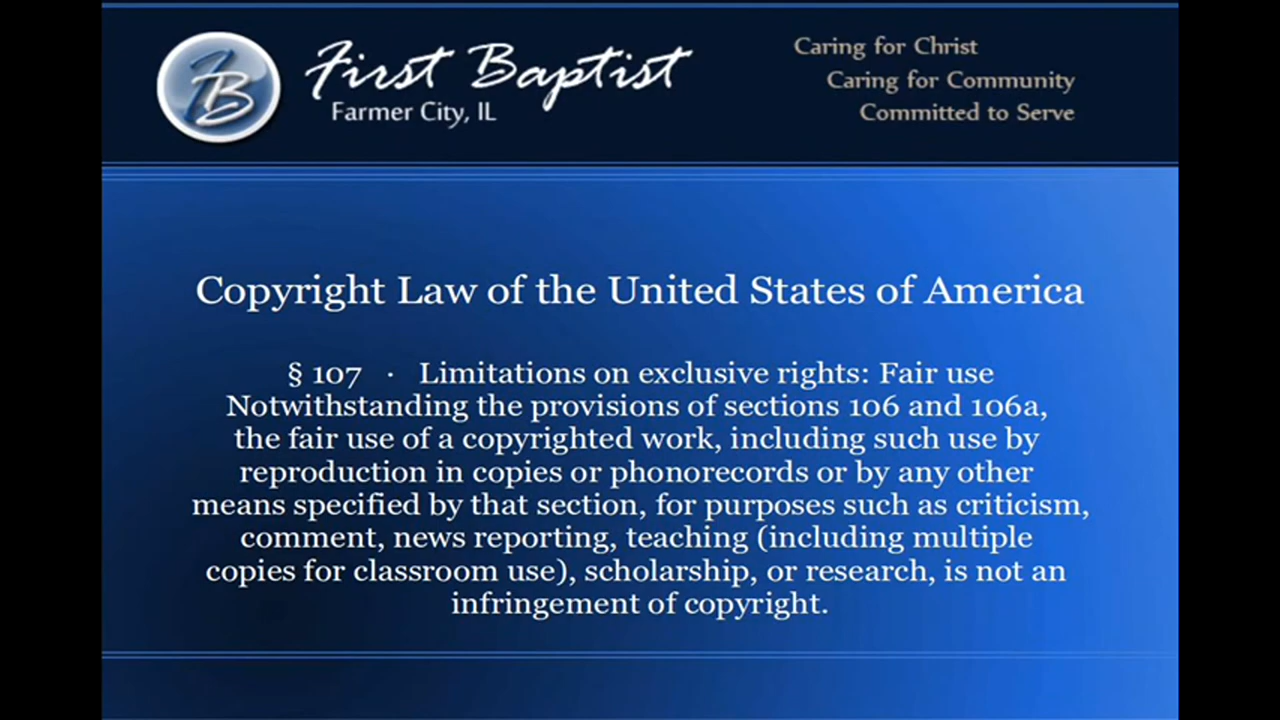 FB
First Baptist
Farmer City, IL
Caring for Christ
Caring for Community
Committed to Serve
Copyright Law of the United States of America
§ 107 · Limitations on exclusive rights: Fair use
Notwithstanding the provisions of sections 106 and 106a,
the fair use of a copyrighted work, including such use by
reproduction in copies or phonorecords or by any other
means specified by that section, for purposes such as criticism,
comment, news reporting, teaching (including multiple
copies for classroom use), scholarship, or research, is not an
infringement of copyright.